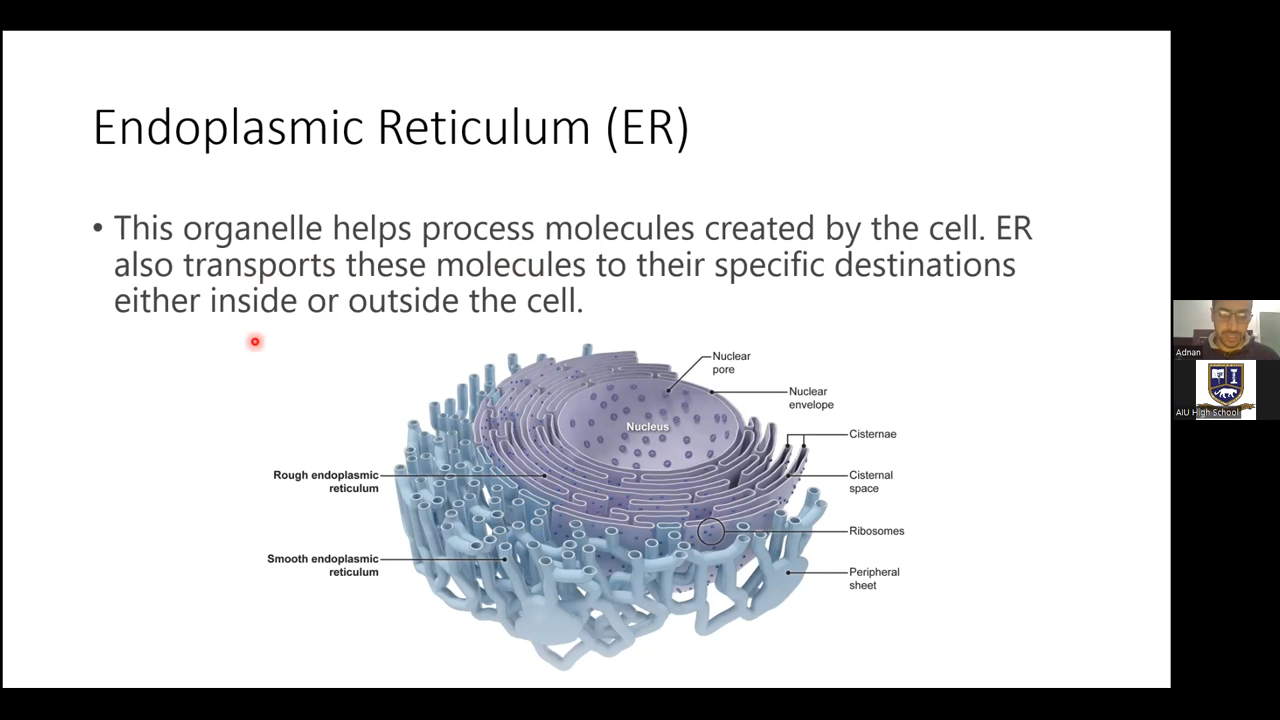 Endoplasmic Reticulum (ER)
• This organelle helps process molecules created by the cell. ER
also transports these molecules to their specific destinations
either inside or outside the cell.
Nuclear
pore
Nuclear
envelope
Nucleus
Cisternae
Rough endoplasmic
reticulum
Cisternal
space
Ribosomes
Smooth endoplasmic
reticulum
Peripheral
sheet
Adnan
AIU High School